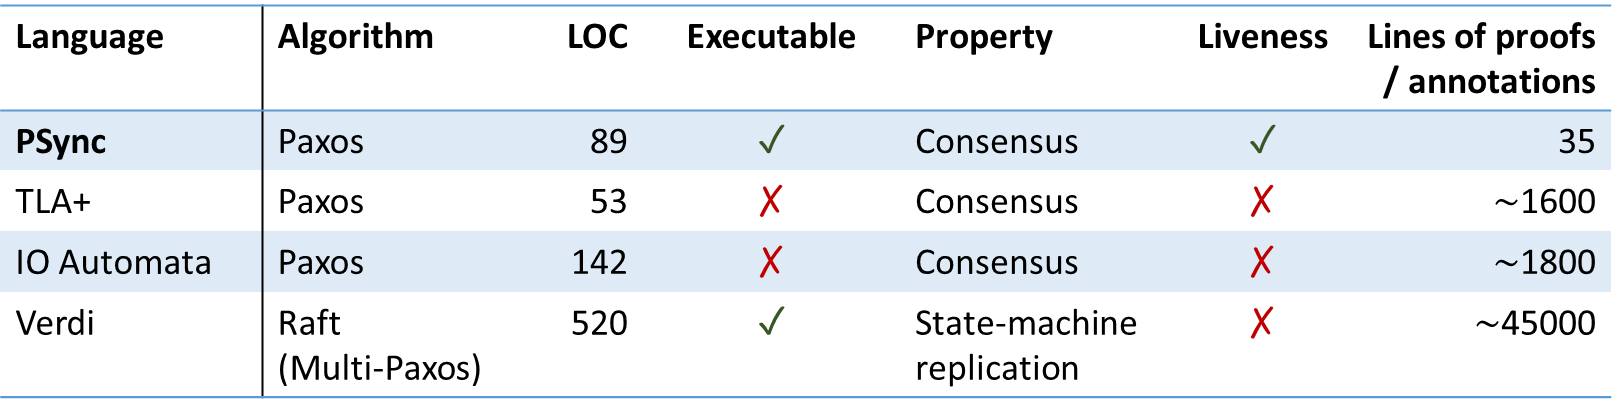 Language Algorithm LOC Executable Property Liveness Lines of proofs
/ annotations
PSync Paxos 89 ✓ Consensus ✓ 35
TLA+ Paxos 53 ✗ Consensus ✗ ~1600
IO Automata Paxos 142 ✗ Consensus ✗ ~1800
Verdi Raft 520 ✓ State-machine ✗ ~45000
(Multi-Paxos) replication